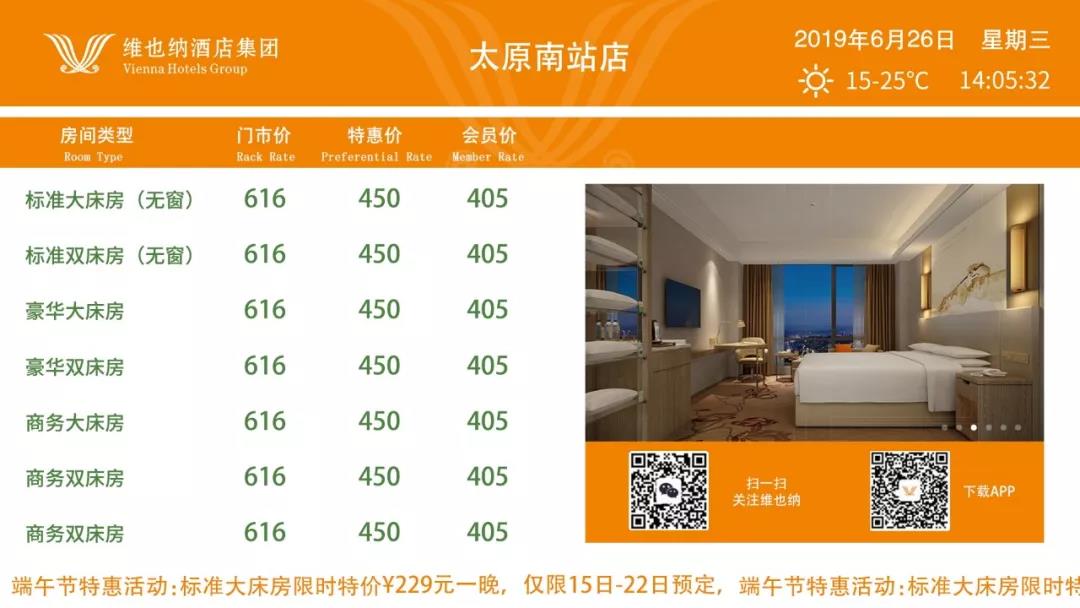 维也纳酒店集团
Vienna Hotels Group
太原南站店
2019年6月26日 星期三
15-25℃ 14:05:32
房间类型 门市价 特惠价 会员价
Room Type Rack Rate Preferential Rate Member Rate
标准大床房（无窗） 616 450 405
标准双床房（无窗） 616 450 405
豪华大床房 616 450 405
豪华双床房 616 450 405
商务大床房 616 450 405
商务双床房 616 450 405
商务双床房 616 450 405
扫一扫
关注维也纳
下载APP
端午节特惠活动:标准大床房限时特价¥229元一晚，仅限15日-22日预定，端午节特惠活动:标准大床房限时特